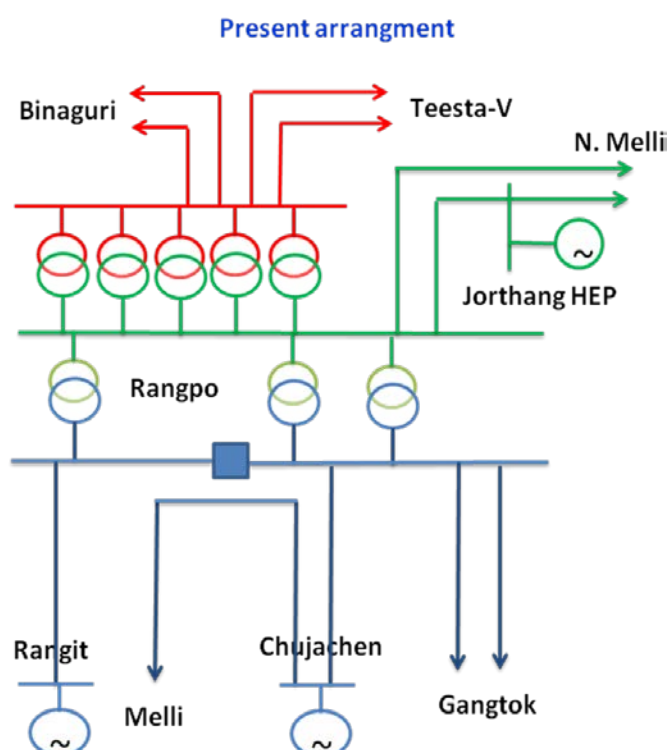 Present arrangment
Binaguri
Teesta-V
N. Melli
~
Jorthang HEP
Rangpo
Rangit
Chujachen
Melli
Gangtok
~
~